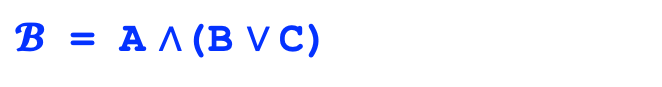 ℬ = A ∧ (B ∨ C)